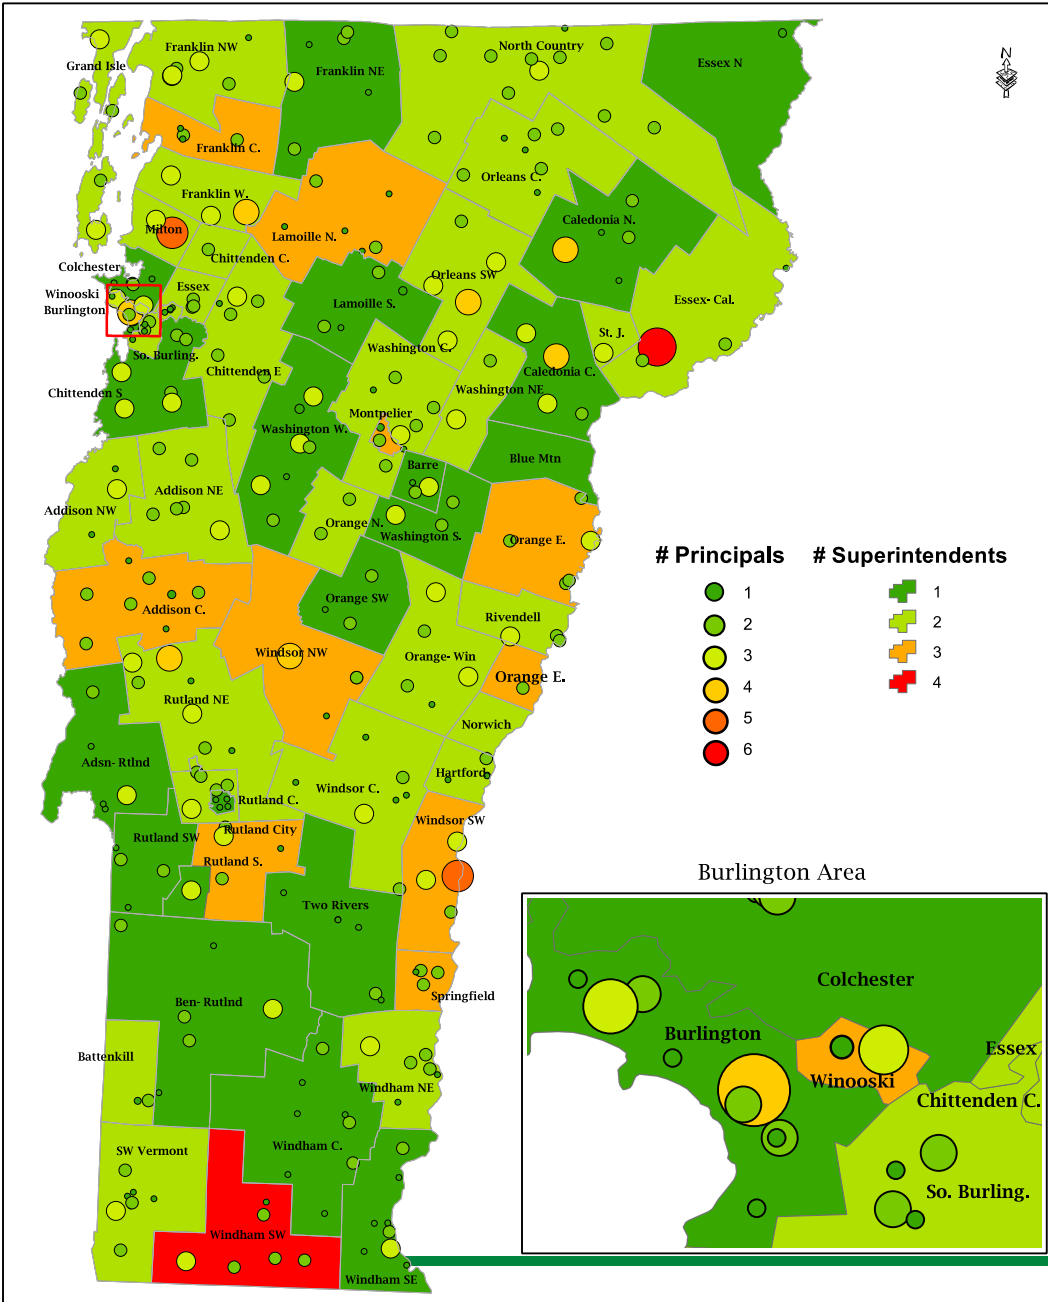 Franklin NW
North Country
Grand Isle
Franklin NE
Essex N
N
Franklin C.
Orleans C.
Franklin W.
Caledonia N.
Milton
Lamoille N.
Chittenden C.
Colchester
Orleans SW
Winooski
Essex
Burlington
Lamoille S.
Essex- Cal.
St. J.
So. Burling.
Washington C.
Chittenden E
Caledonia C.
Chittenden S
Washington NE
Montpelier
Washington W.
Blue Mtn
Barre
Addison NE
Addison NW
Orange N.
Washington S.
Orange E.
# Principals
# Superintendents
1
2
3
4
5
6
1
2
3
4
Orange SW
Addison C.
Rivendell
Windsor NW
Orange- Win
Orange E.
Rutland NE
Norwich
Adsn- Rtlnd
Hartford
Windsor C.
Rutland C.
Windsor SW
Rutland City
Rutland SW
Rutland S.
Two Rivers
Burlington Area
Ben- Rutlnd
Springfield
Battenkill
Windham NE
Windham C.
SW Vermont
Windham SW
Windham SE
Colchester
Burlington
Essex
Winooski
Chittenden C.
So. Burling.